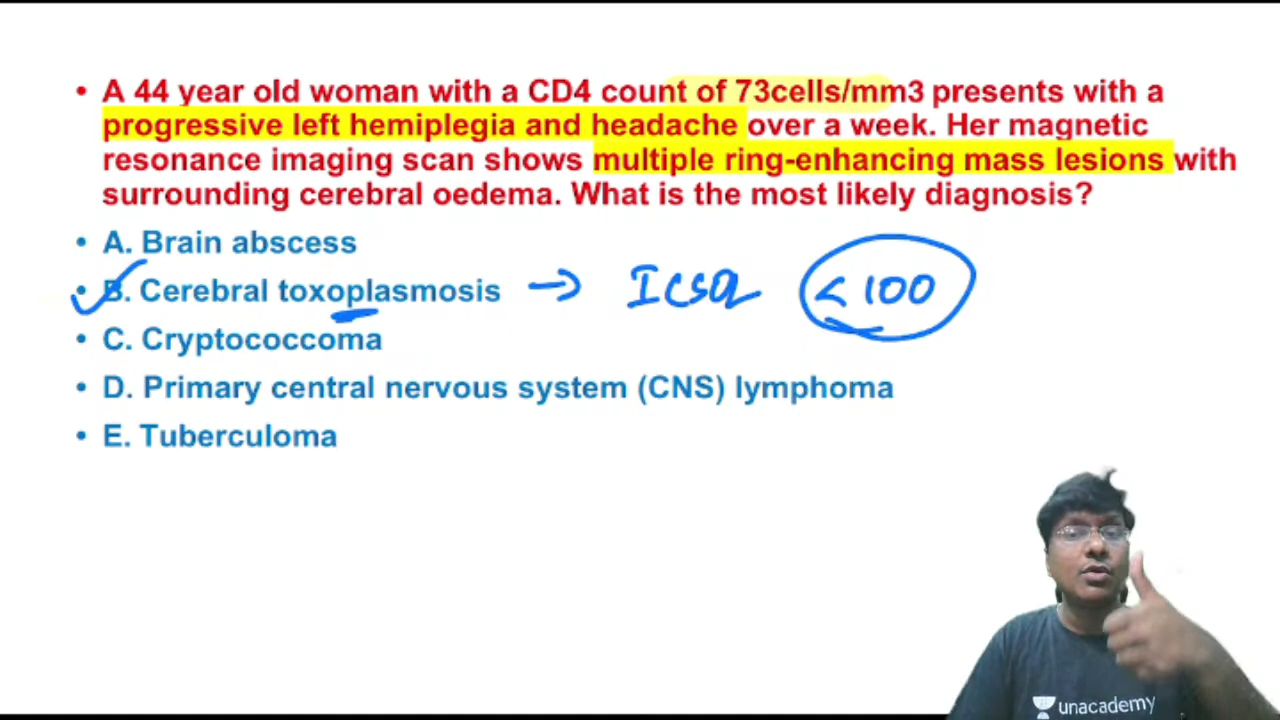 • A 44 year old woman with a CD4 count of 73cells/mm3 presents with a
progressive left hemiplegia and headache over a week. Her magnetic
resonance imaging scan shows multiple ring-enhancing mass lesions with
surrounding cerebral oedema. What is the most likely diagnosis?
• A. Brain abscess
• B. Cerebral toxoplasmosis → < 100
• C. Cryptococcoma
• D. Primary central nervous system (CNS) lymphoma
• E. Tuberculoma
unacademy